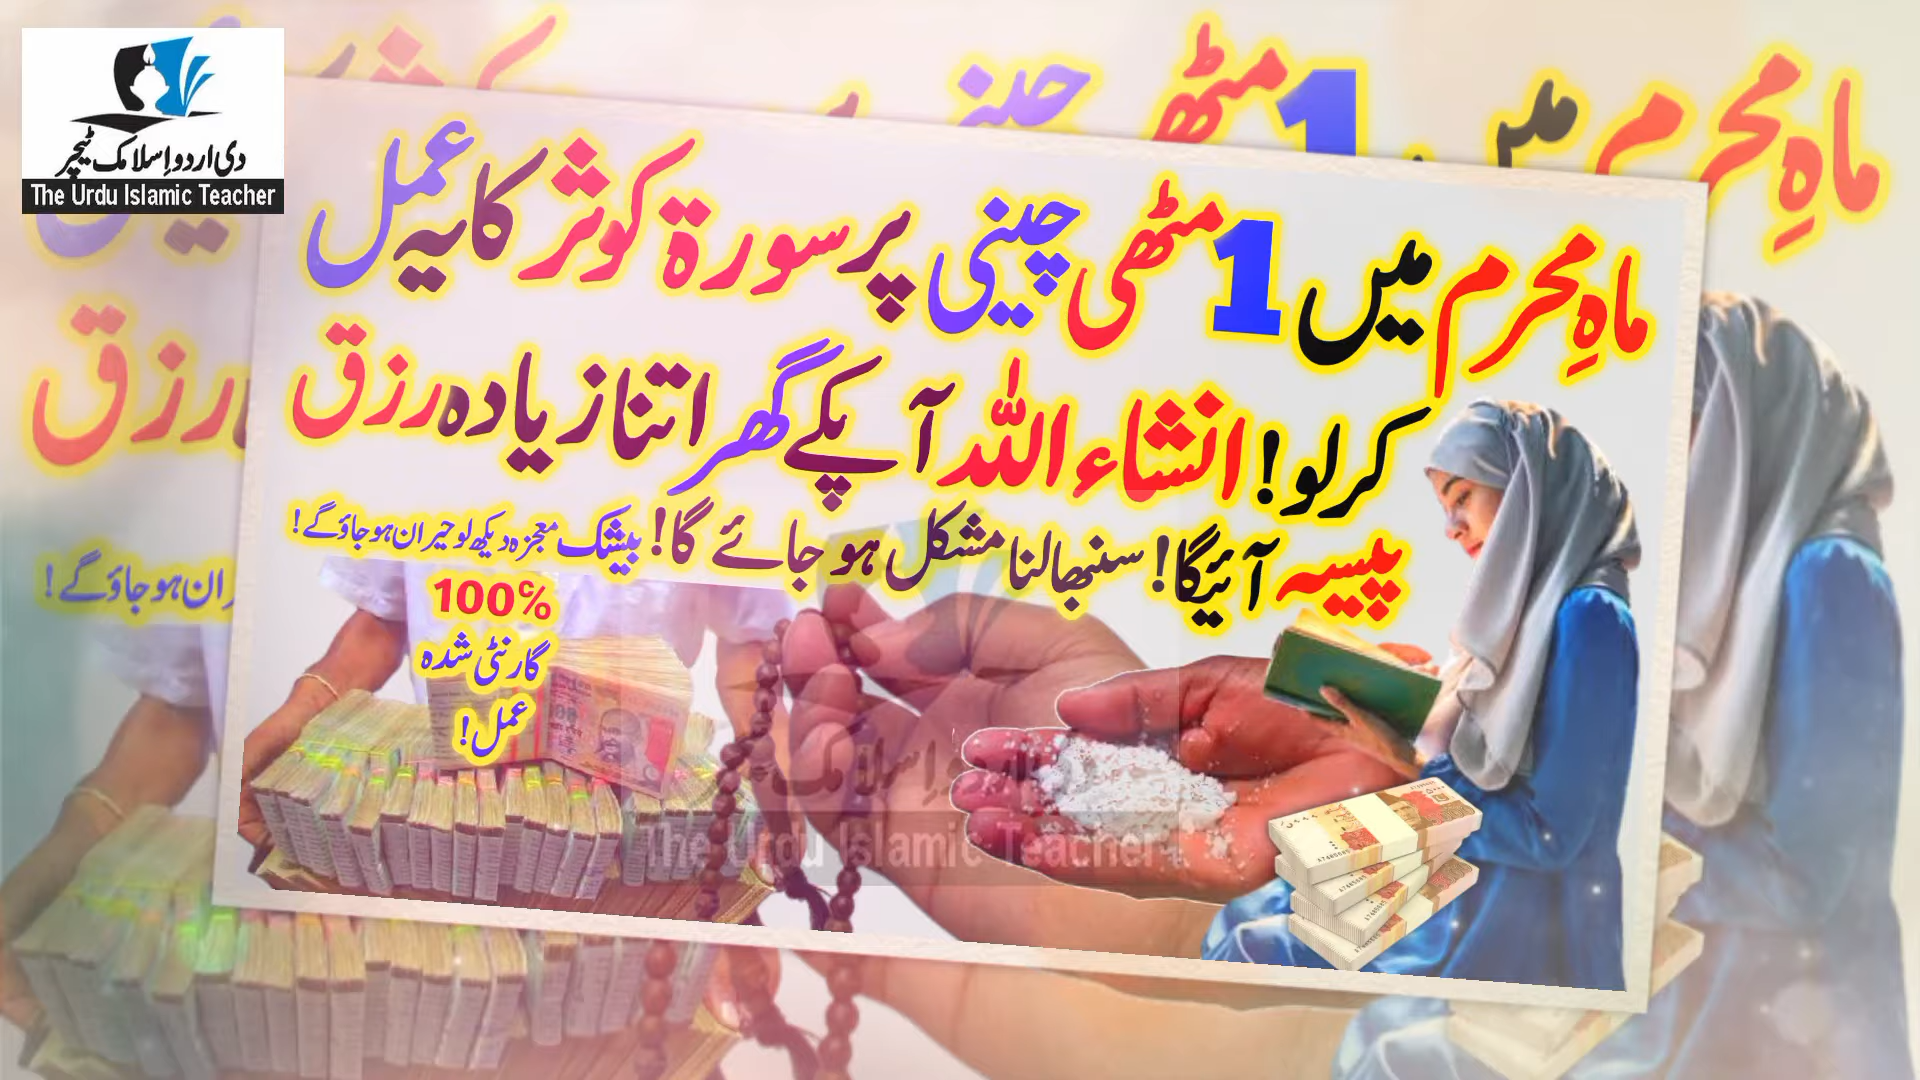 دی اردو اسلامک ٹیچر
The Urdu Islamic Teacher
ماہِ محرم میں 1 مٹھی چینی پر سورۃ کوثر کا یہ عمل
کرلو! انشاء اللہ آپکے گھر اتنا زیادہ رزق
پیسہ آئیگا! سنبھالنا مشکل ہو جائے گا! بیشک معجزہ دیکھ لو حیران ہو جاؤ گے!
100%
گارنٹی شدہ
عمل!
The Urdu Islamic Teacher